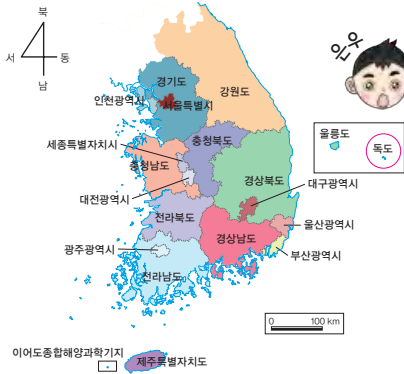 북
서 동
남
은우
경기도
강원도
인천광역시
서울특별시
울릉도
독도
세종특별자치시
충청북도
충청남도
경상북도
대전광역시
대구광역시
전라북도
울산광역시
광주광역시
경상남도
부산광역시
전라남도
0 100 km
이어도종합해양과학기지
제주특별자치도